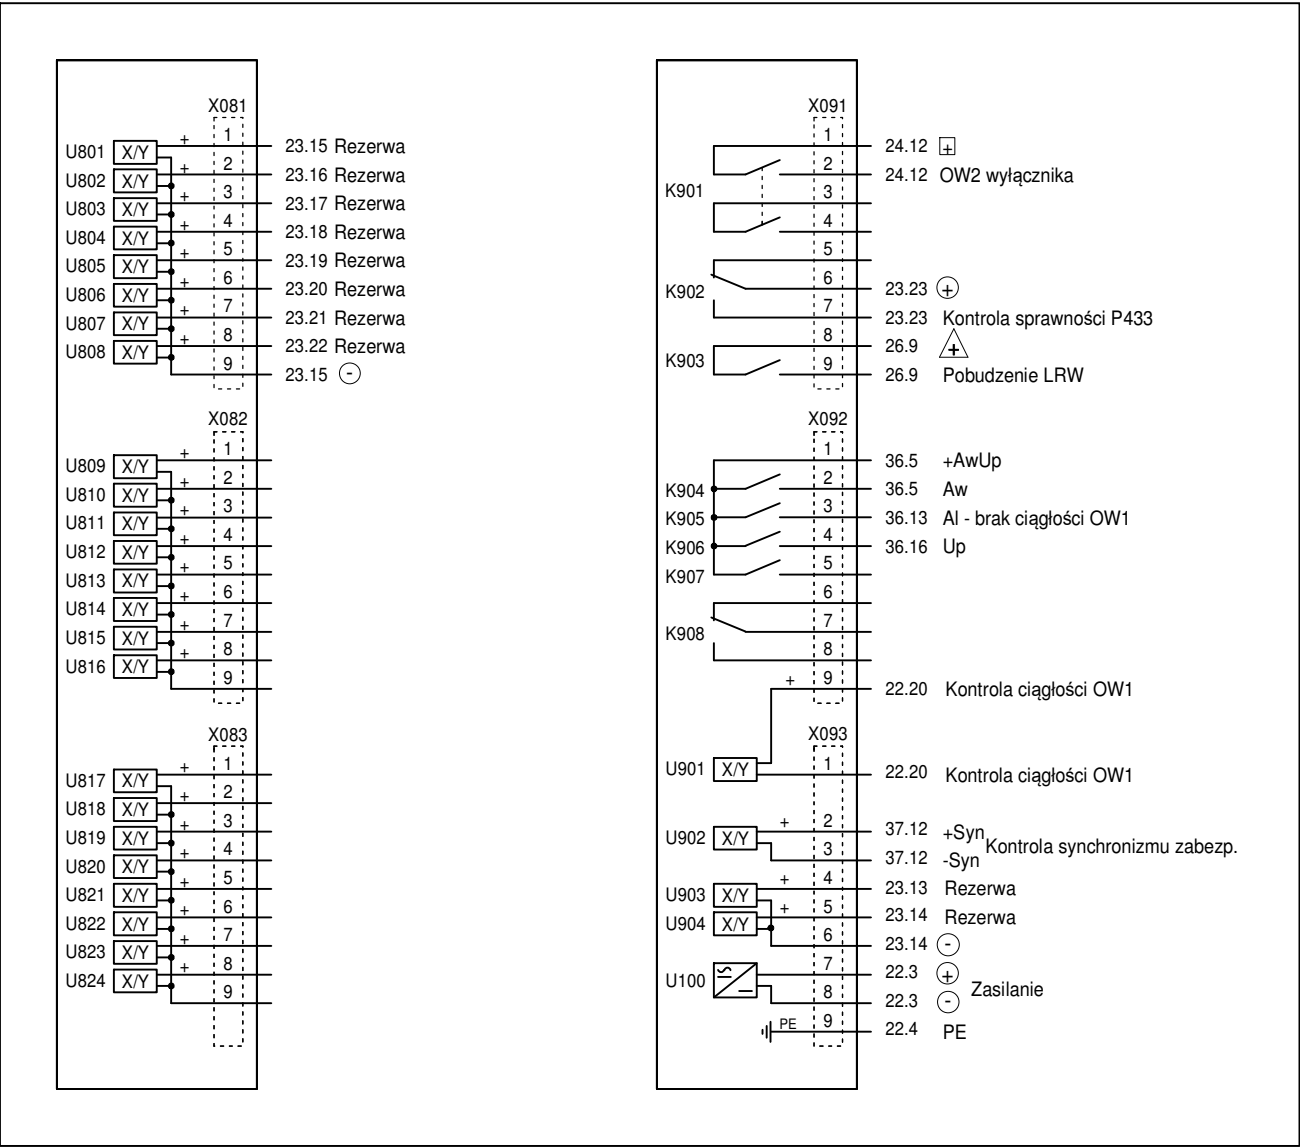 X081
U801 X/Y + 1 23.15 Rezerwa
U802 X/Y + 2 23.16 Rezerwa
U803 X/Y + 3 23.17 Rezerwa
U804 X/Y + 4 23.18 Rezerwa
U805 X/Y + 5 23.19 Rezerwa
U806 X/Y + 6 23.20 Rezerwa
U807 X/Y + 7 23.21 Rezerwa
U808 X/Y + 8 23.22 Rezerwa
9 23.15 -
X082
U809 X/Y + 1
U810 X/Y + 2
U811 X/Y + 3
U812 X/Y + 4
U813 X/Y + 5
U814 X/Y + 6
U815 X/Y + 7
U816 X/Y + 8
9
X083
U817 X/Y + 1
U818 X/Y + 2
U819 X/Y + 3
U820 X/Y + 4
U821 X/Y + 5
U822 X/Y + 6
U823 X/Y + 7
U824 X/Y + 8
9
X091
1 24.12 +
2 24.12 OW2 wyłącznika
K901 3
4
5
K902 6 23.23 +
7 23.23 Kontrola sprawności P433
8 26.9 +
K903 9 26.9 Pobudzenie LRW
X092
1 36.5 +AwUp
K904 2 36.5 Aw
K905 3 36.13 Al - brak ciągłości OW1
K906 4 36.16 Up
K907 5
6
K908 7
8
+ 9 22.20 Kontrola ciągłości OW1
X093
U901 X/Y 1 22.20 Kontrola ciągłości OW1
U902 X/Y + 2 37.12 +Syn
Kontrola synchronizmu zabezp.
3 37.12 -Syn
U903 X/Y + 4 23.13 Rezerwa
U904 X/Y + 5 23.14 Rezerwa
6 23.14 -
U100 7 22.3 +
Zasilanie
8 22.3 -
PE 9 22.4 PE